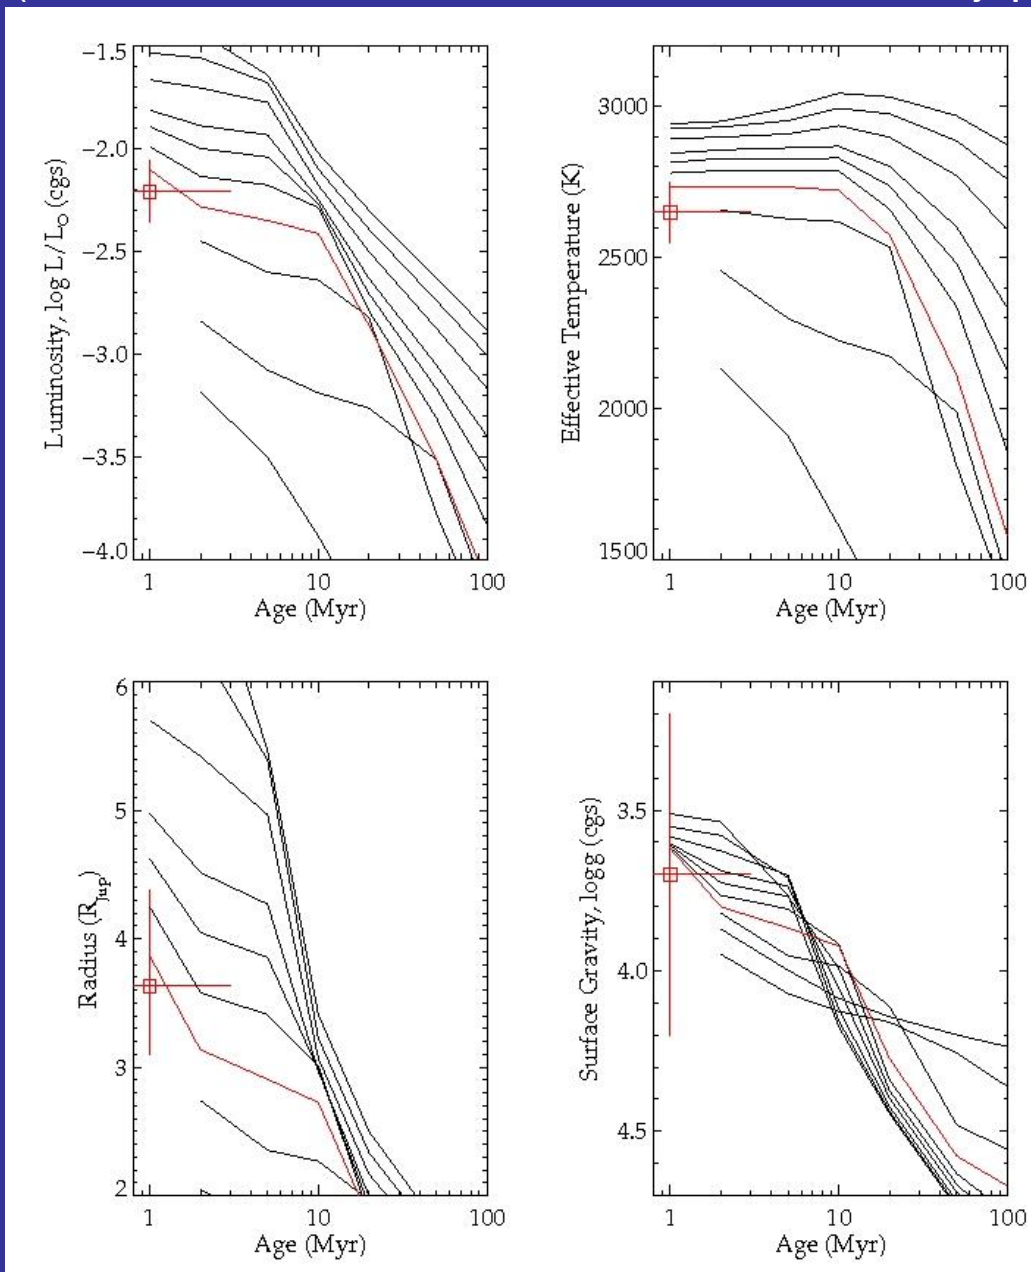 Luminosity, log L/L☉ (cgs)
−1.5
−2.0
−2.5
−3.0
−3.5
−4.0
1 10 100
Age (Myr)
Effective Temperature (K)
3000
2500
2000
1500
1 10 100
Age (Myr)
Radius (RJup)
6
5
4
3
2
1 10 100
Age (Myr)
Surface Gravity, logg (cgs)
3.5
4.0
4.5
1 10 100
Age (Myr)